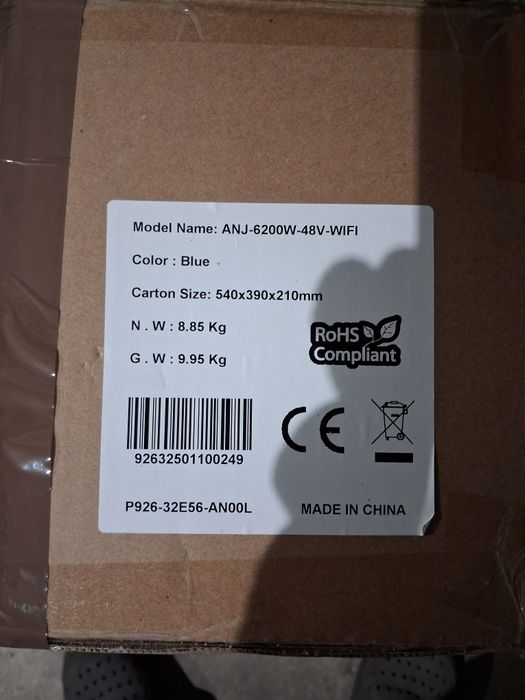 Model Name: ANJ-6200W-48V-WIFI
Color : Blue
Carton Size: 540x390x210mm
N . W : 8.85 Kg
G . W : 9.95 Kg
RoHS
Compliant
CE
92632501100249
P926-32E56-AN00L
MADE IN CHINA